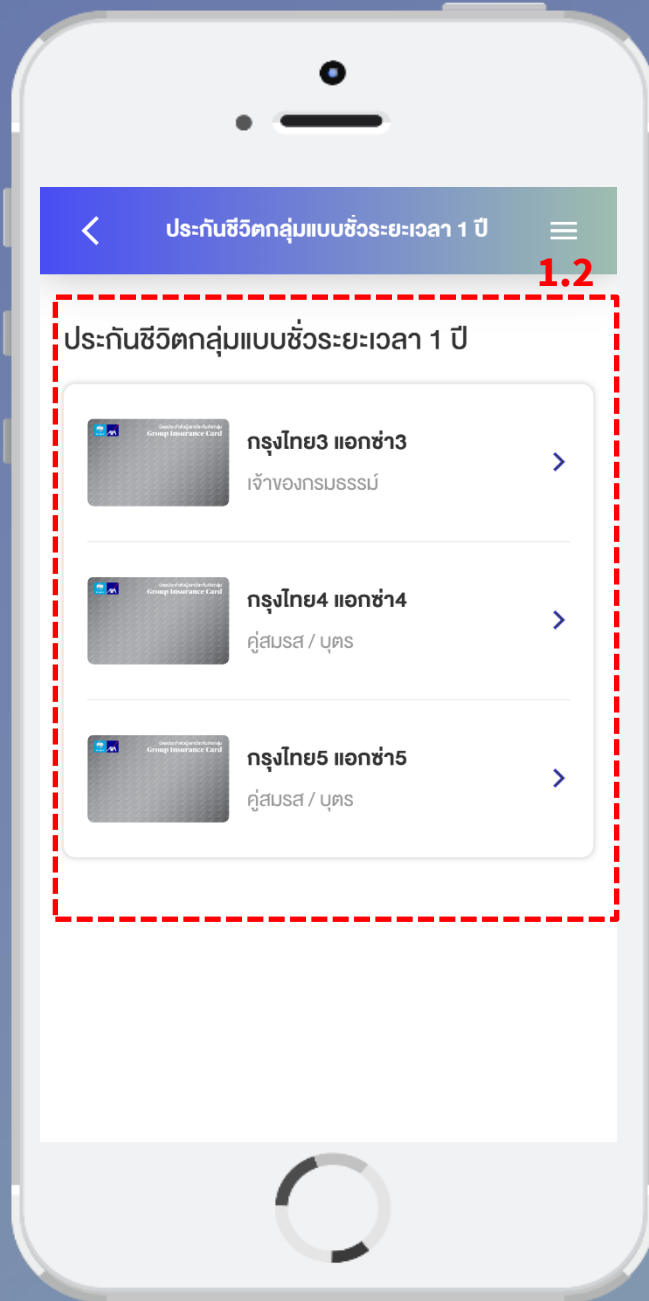 ประกันชีวิตกลุ่มแบบชั่วระยะเวลา 1 ปี
1.2
ประกันชีวิตกลุ่มแบบชั่วระยะเวลา 1 ปี
Group Insurance Card
กรุงไทย3 แอกซ่า3
เจ้าของกรมธรรม์
Group Insurance Card
กรุงไทย4 แอกซ่า4
คู่สมรส / บุตร
Group Insurance Card
กรุงไทย5 แอกซ่า5
คู่สมรส / บุตร